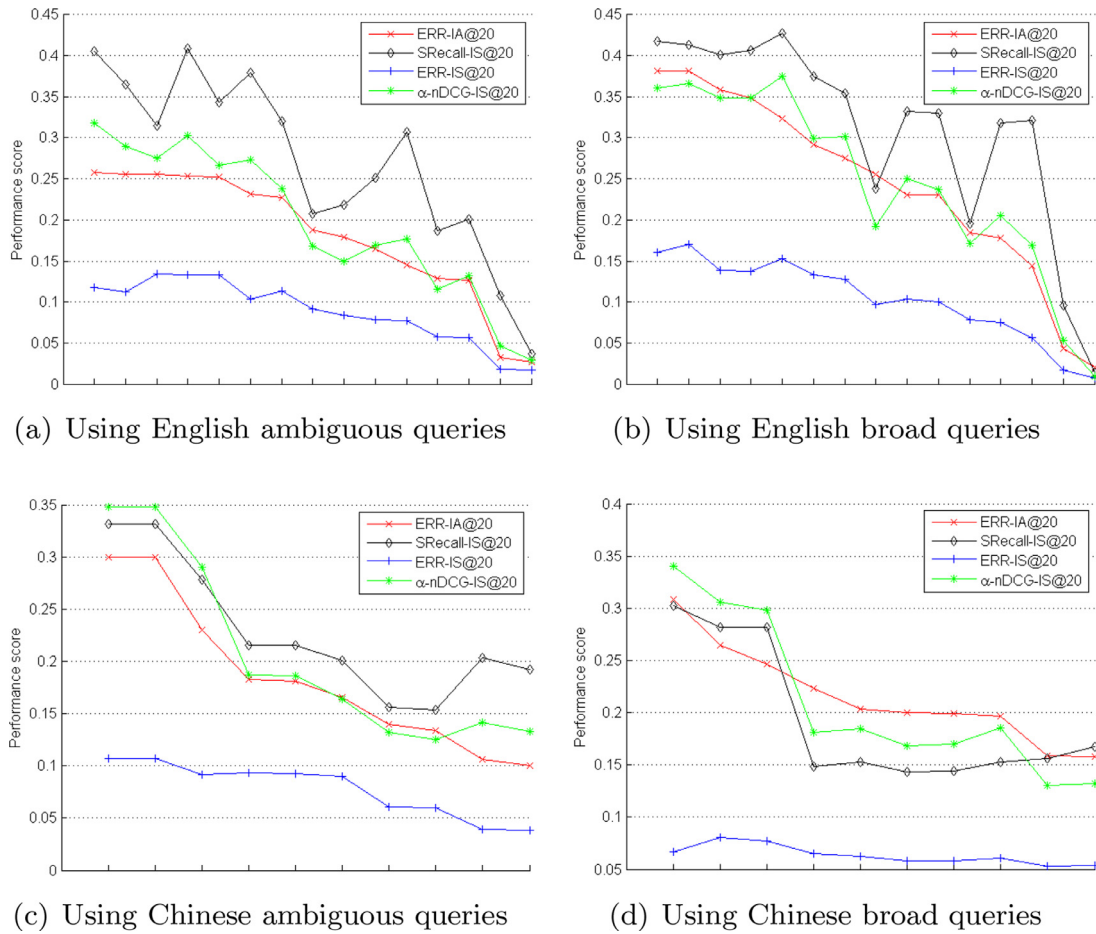 0.45
0.4
0.35
0.3
0.25
0.2
0.15
0.1
0.05
0
Performance score
ERR-IA@20
SRecall-IS@20
ERR-IS@20
α-nDCG-IS@20
(a) Using English ambiguous queries
0.45
0.4
0.35
0.3
0.25
0.2
0.15
0.1
0.05
0
Performance score
ERR-IA@20
SRecall-IS@20
ERR-IS@20
α-nDCG-IS@20
(b) Using English broad queries
0.35
0.3
0.25
0.2
0.15
0.1
0.05
0
Performance score
ERR-IA@20
SRecall-IS@20
ERR-IS@20
α-nDCG-IS@20
(c) Using Chinese ambiguous queries
0.4
0.35
0.3
0.25
0.2
0.15
0.1
0.05
Performance score
ERR-IA@20
SRecall-IS@20
ERR-IS@20
α-nDCG-IS@20
(d) Using Chinese broad queries